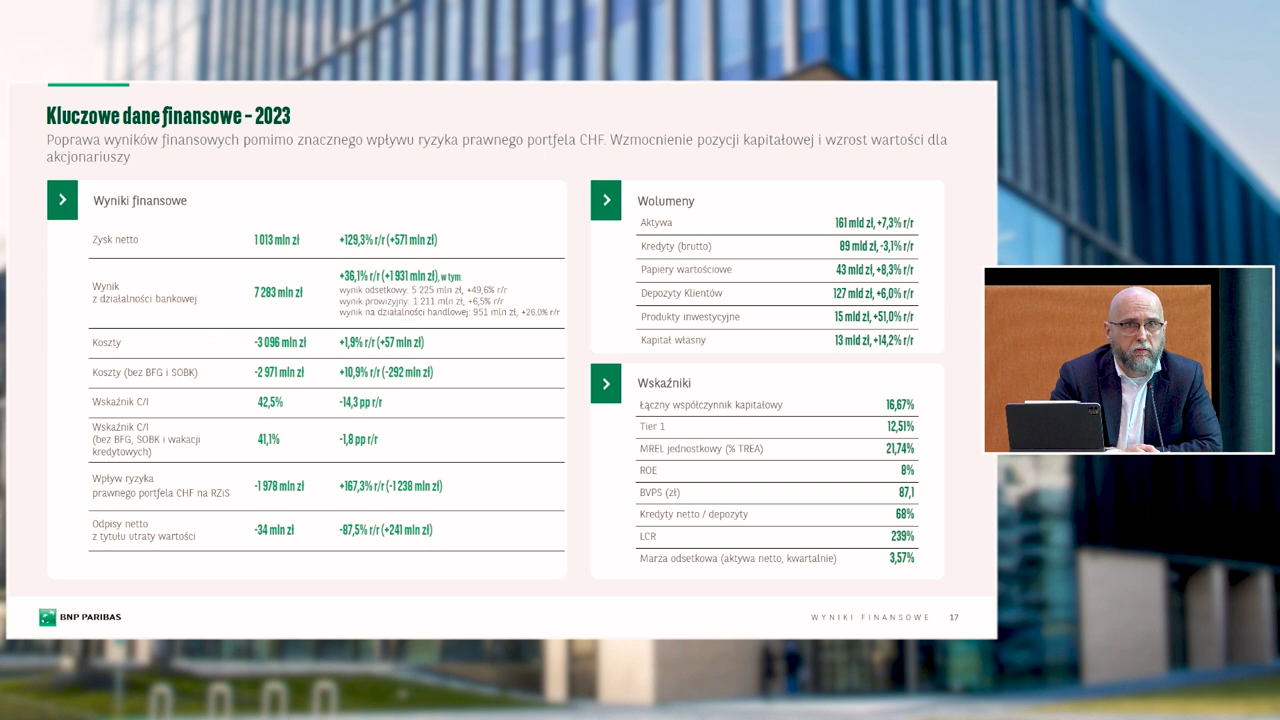 Kluczowe dane finansowe – 2023
Poprawa wyników finansowych pomimo znacznego wpływu ryzyka prawnego portfela CHF. Wzmocnienie pozycji kapitałowej i wzrost wartości dla
akcjonariuszy
Wyniki finansowe
Zysk netto 1 013 mln zł +129,3% r/r (+571 mln zł)
Wynik
z działalności bankowej 7 283 mln zł +36,1% r/r (+1 931 mln zł), w tym:
wynik odsetkowy: 5 225 mln zł, +49,6% r/r
wynik prowizyjny: 1 211 mln zł, +6,5% r/r
wynik na działalności handlowej: 951 mln zł, +26,0% r/r
Koszty -3 096 mln zł +1,9% r/r (+57 mln zł)
Koszty (bez BFG i SOBK) -2 971 mln zł +10,9% r/r (-292 mln zł)
Wskaźnik C/I 42,5% -14,3 pp r/r
Wskaźnik C/I
(bez BFG, SOBK i wakacji
kredytowych) 41,1% -1,8 pp r/r
Wpływ ryzyka
prawnego portfela CHF na RZiS -1 978 mln zł +167,3% r/r (-1 238 mln zł)
Odpisy netto
z tytułu utraty wartości -34 mln zł -87,5% r/r (+241 mln zł)
Wolumeny
Aktywa 161 mld zł, +7,3% r/r
Kredyty (brutto) 89 mld zł, -3,1% r/r
Papiery wartościowe 43 mld zł, +8,3% r/r
Depozyty Klientów 127 mld zł, +6,0% r/r
Produkty inwestycyjne 15 mld zł, +51,0% r/r
Kapitał własny 13 mld zł, +14,2% r/r
Wskaźniki
Łączny współczynnik kapitałowy 16,67%
Tier 1 12,51%
MREL jednostkowy (% TREA) 21,74%
ROE 8%
BVPS (zł) 87,1
Kredyty netto / depozyty 68%
LCR 239%
Marża odsetkowa (aktywa netto, kwartalnie) 3,57%
BNP PARIBAS
WYNIKI FINANSOWE 17